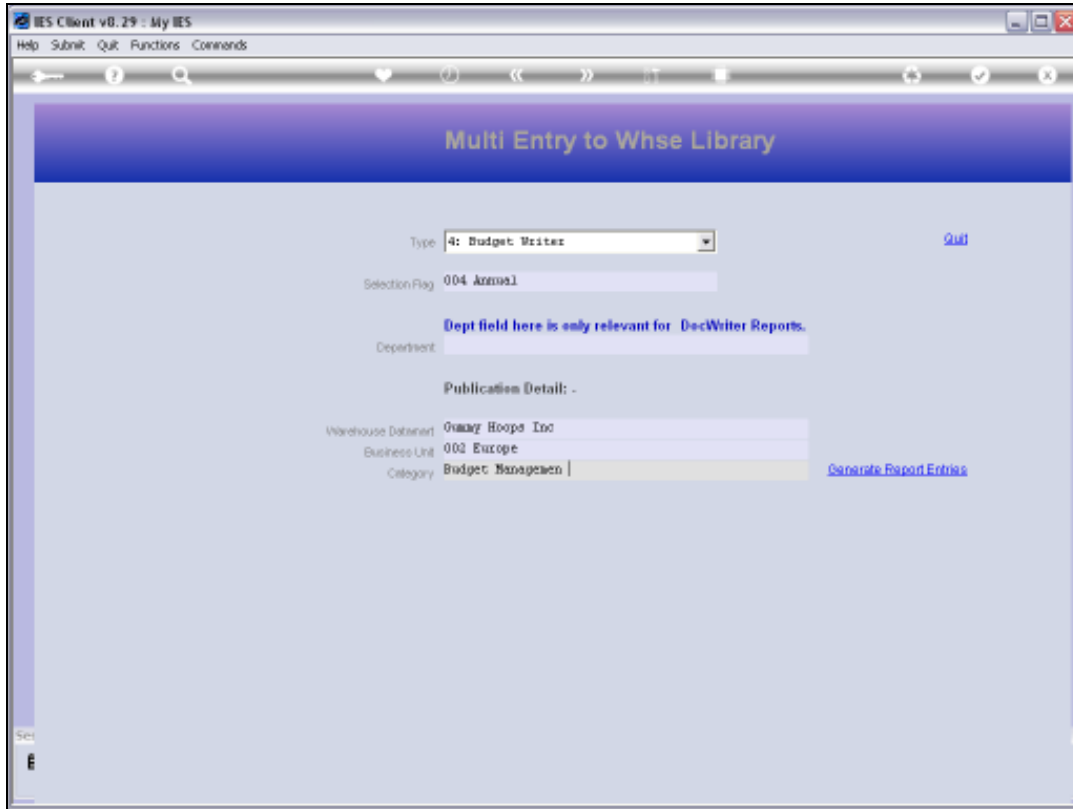 IES Client v8.29 : My IES
Help Submit Quit Functions Commands
Multi Entry to Whse Library
Type 4: Budget Writer Quit
Selection Flag 004 Annual
Dept field here is only relevant for DocWriter Reports.
Department
Publication Detail: -
Warehouse Datamart Gummy Hoops Inc
Business Unit 002 Europe
Category Budget Managemen Generate Report Entries